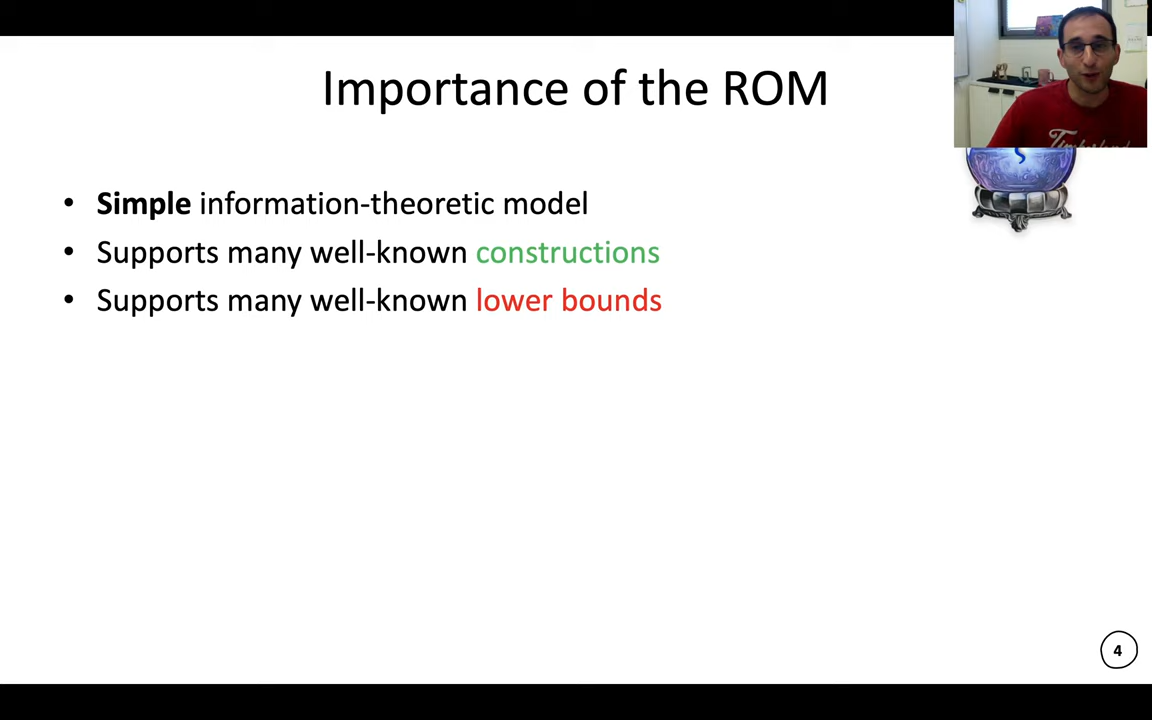 Importance of the ROM
• Simple information-theoretic model
• Supports many well-known constructions
• Supports many well-known lower bounds
4